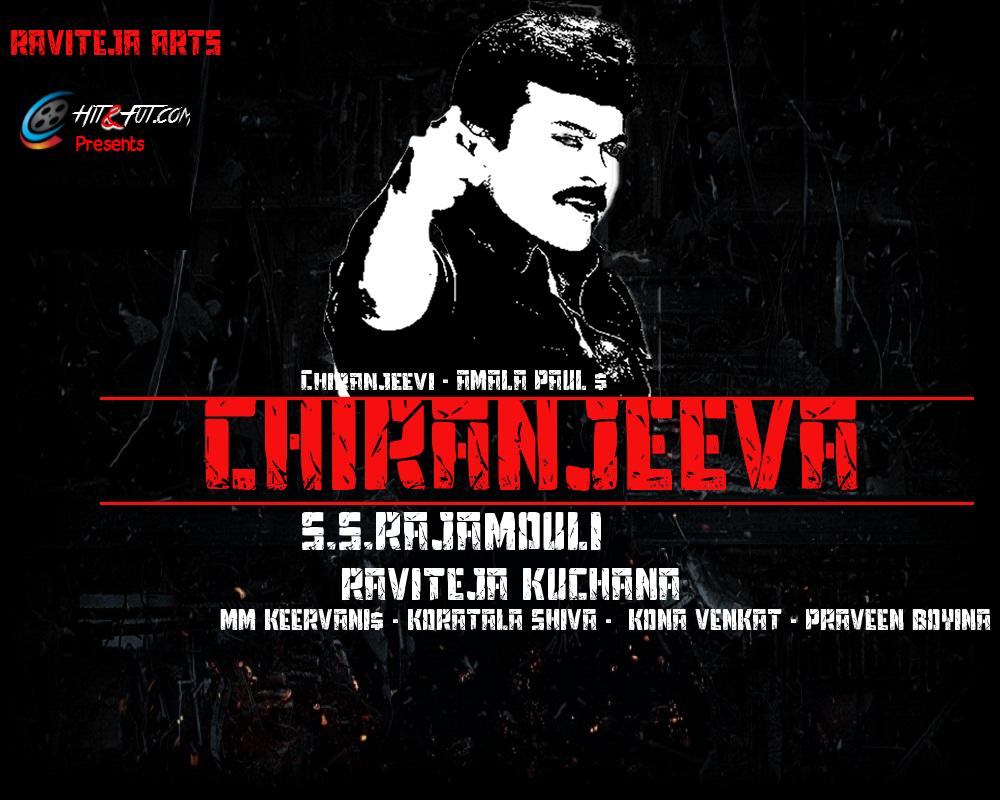 RAVITEJA ARTS
HIT&FUT.COM
Presents
CHIRANJEEVI - AMALA PAUL $
CHIRANJEEVA
S.S.RAJAMOULI
RAVITEJA KUCHANA
MM KEERVANI$ - KORATALA SHIVA - KONA VENKAT - PRAVEEN BOYINA